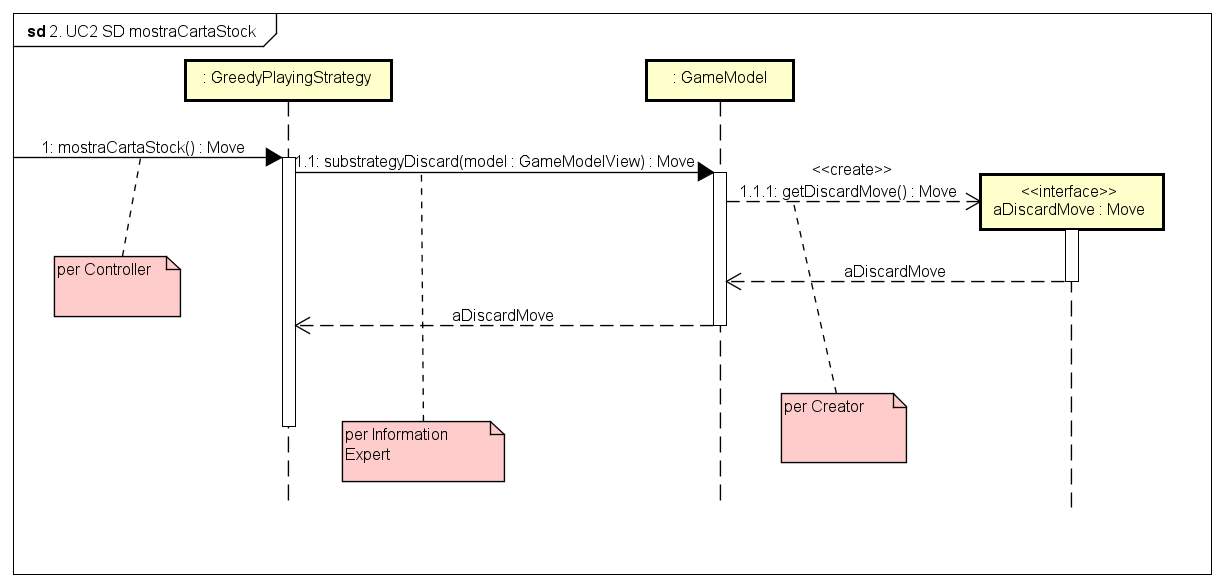 sd 2. UC2 SD mostraCartaStock
: GreedyPlayingStrategy
: GameModel
1: mostraCartaStock() : Move
1.1: substrategyDiscard(model : GameModelView) : Move
<<create>>
1.1.1: getDiscardMove() : Move
<<interface>>
aDiscardMove : Move
per Controller
aDiscardMove
aDiscardMove
per Creator
per Information
Expert